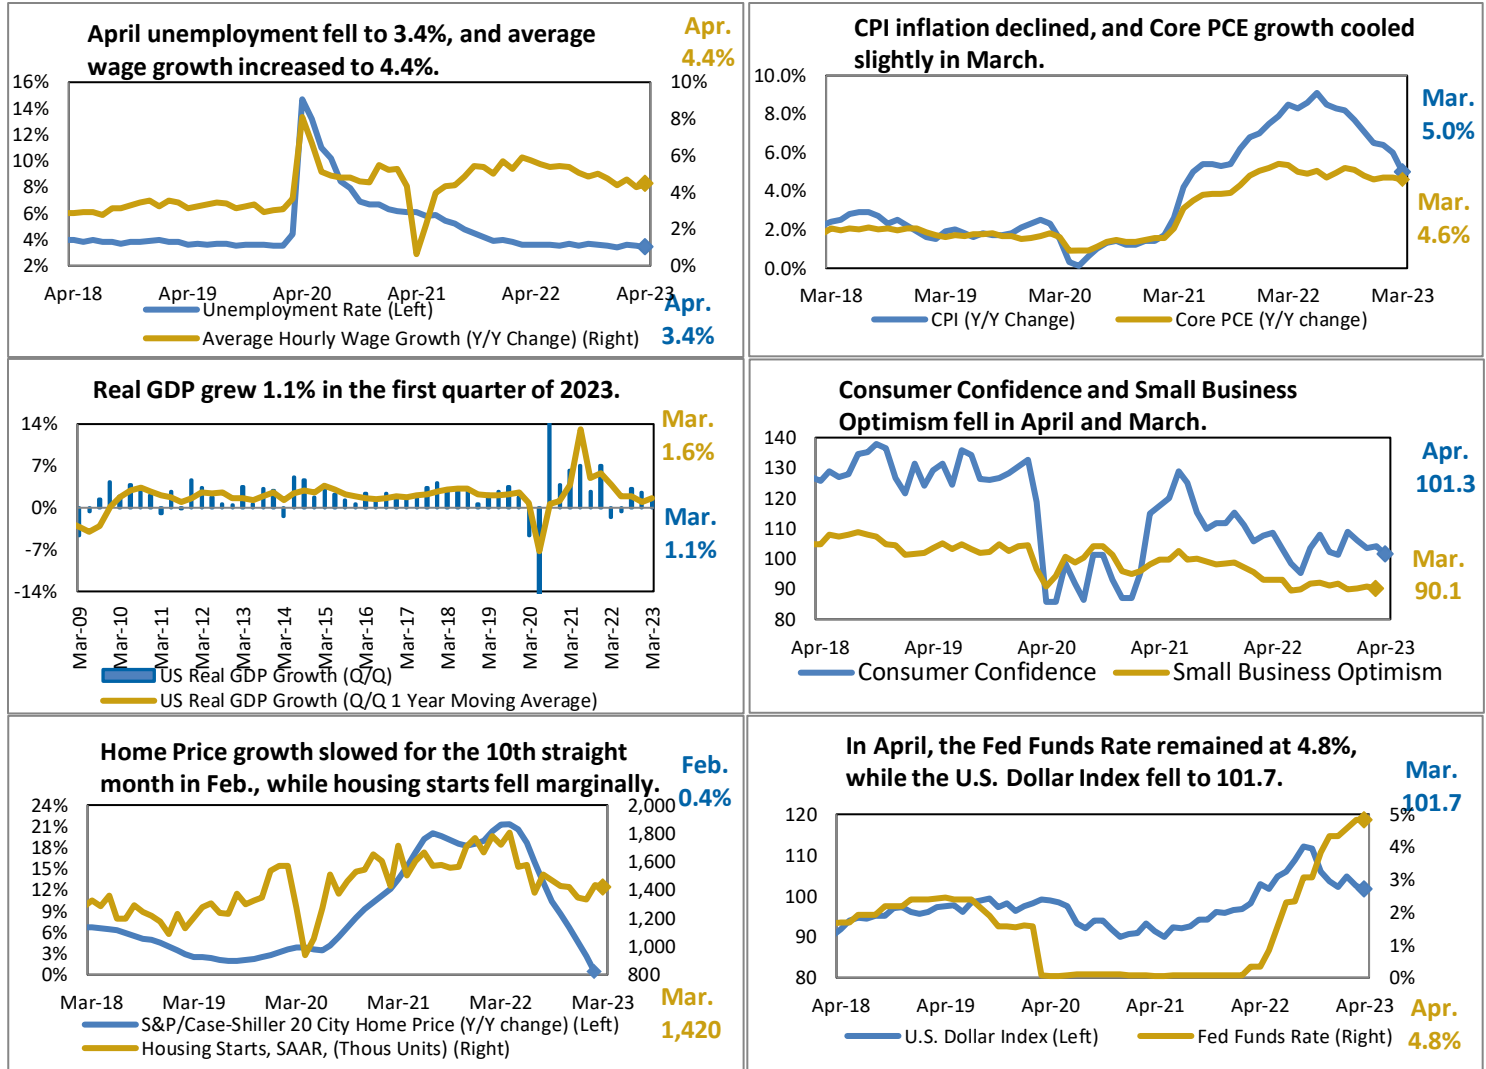 April unemployment fell to 3.4%, and average
wage growth increased to 4.4%.
Apr.
4.4%
16%
14%
12%
10%
8%
6%
4%
2%
10%
8%
6%
4%
2%
0%
Apr-18
Apr-19
Apr-20
Apr-21
Apr-22
Apr-23
Unemployment Rate (Left)
Average Hourly Wage Growth (Y/Y Change) (Right)
Apr.
3.4%
CPI inflation declined, and Core PCE growth cooled
slightly in March.
10.0%
8.0%
6.0%
4.0%
2.0%
0.0%
Mar.
5.0%
Mar.
4.6%
Mar-18
Mar-19
Mar-20
Mar-21
Mar-22
Mar-23
CPI (Y/Y Change)
Core PCE (Y/Y change)
Real GDP grew 1.1% in the first quarter of 2023.
14%
7%
0%
-7%
-14%
Mar.
1.6%
Mar.
1.1%
Mar-09
Mar-10
Mar-11
Mar-12
Mar-13
Mar-14
Mar-15
Mar-16
Mar-17
Mar-18
Mar-19
Mar-20
Mar-21
Mar-22
Mar-23
US Real GDP Growth (Q/Q)
US Real GDP Growth (Q/Q 1 Year Moving Average)
Consumer Confidence and Small Business
Optimism fell in April and March.
140
130
120
110
100
90
80
Apr.
101.3
Mar.
90.1
Apr-18
Apr-19
Apr-20
Apr-21
Apr-22
Apr-23
Consumer Confidence
Small Business Optimism
Home Price growth slowed for the 10th straight
month in Feb., while housing starts fell marginally.
Feb.
0.4%
24%
21%
18%
15%
12%
9%
6%
3%
0%
2,000
1,800
1,600
1,400
1,200
1,000
800
Mar-18
Mar-19
Mar-20
Mar-21
Mar-22
Mar-23
Mar.
1,420
S&P/Case-Shiller 20 City Home Price (Y/Y change) (Left)
Housing Starts, SAAR, (Thous Units) (Right)
In April, the Fed Funds Rate remained at 4.8%,
while the U.S. Dollar Index fell to 101.7.
Mar.
101.7
120
110
100
90
80
5%
4%
3%
2%
1%
0%
Apr-18
Apr-19
Apr-20
Apr-21
Apr-22
Apr-23
U.S. Dollar Index (Left)
Fed Funds Rate (Right)
Apr.
4.8%